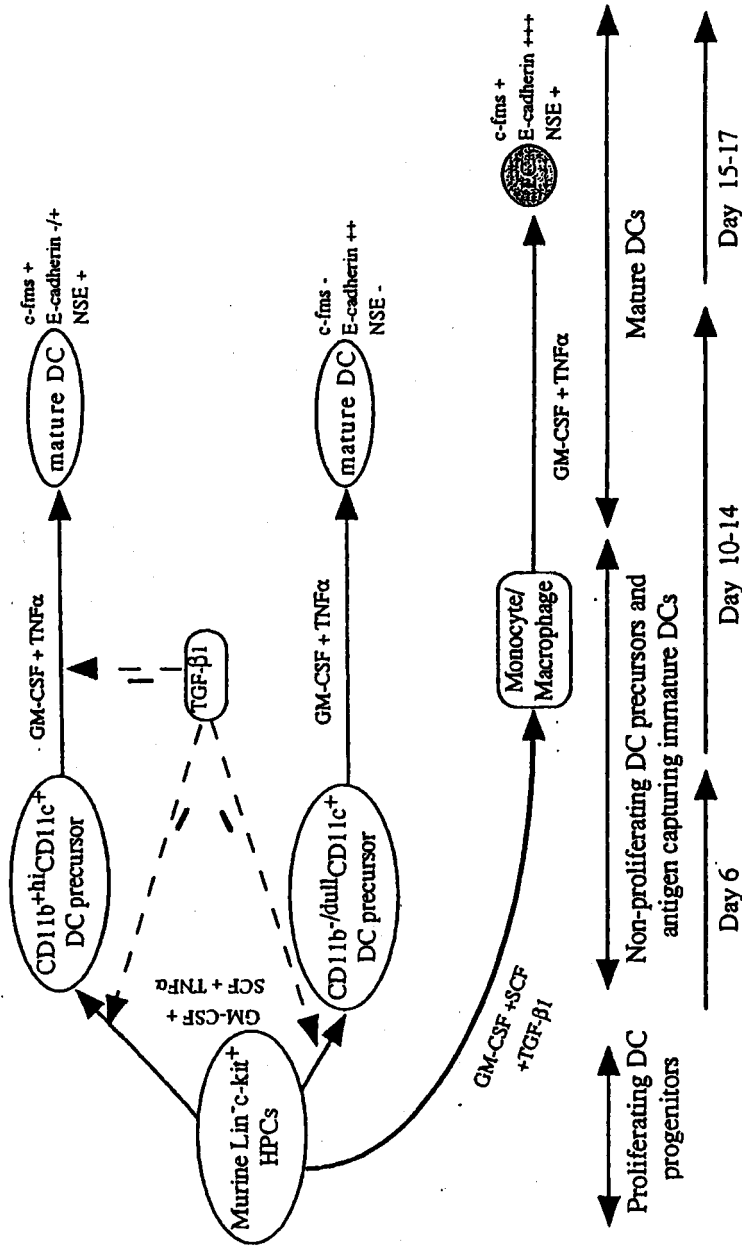 Murine Lin⁻c-kit⁺
HPCs
GM-CSF +
SCF + TNFα
CD11b⁺ʰⁱCD11c⁺
DC precursor
GM-CSF + TNFα
mature DC
c-fms +
E-cadherin -/+
NSE +
TGF-β1
CD11b⁻/ᵈᵘˡˡCD11c⁺
DC precursor
GM-CSF + TNFα
mature DC
c-fms -
E-cadherin ++
NSE -
GM-CSF +SCF
+TGF-β1
Monocyte/
Macrophage
GM-CSF + TNFα
c-fms +
E-cadherin +++
NSE +
Proliferating DC
progenitors
Non-proliferating DC precursors and
antigen capturing immature DCs
Mature DCs
Day 6
Day 10-14
Day 15-17